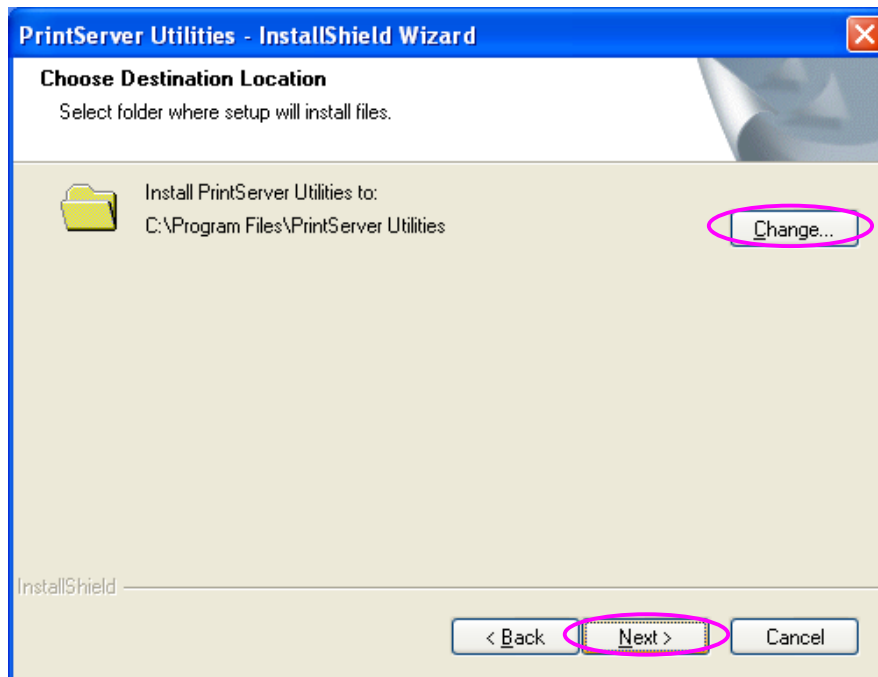 PrintServer Utilities - InstallShield Wizard
Choose Destination Location
Select folder where setup will install files.
Install PrintServer Utilities to:
C:\Program Files\PrintServer Utilities
Change...
InstallShield
< Back Next > Cancel